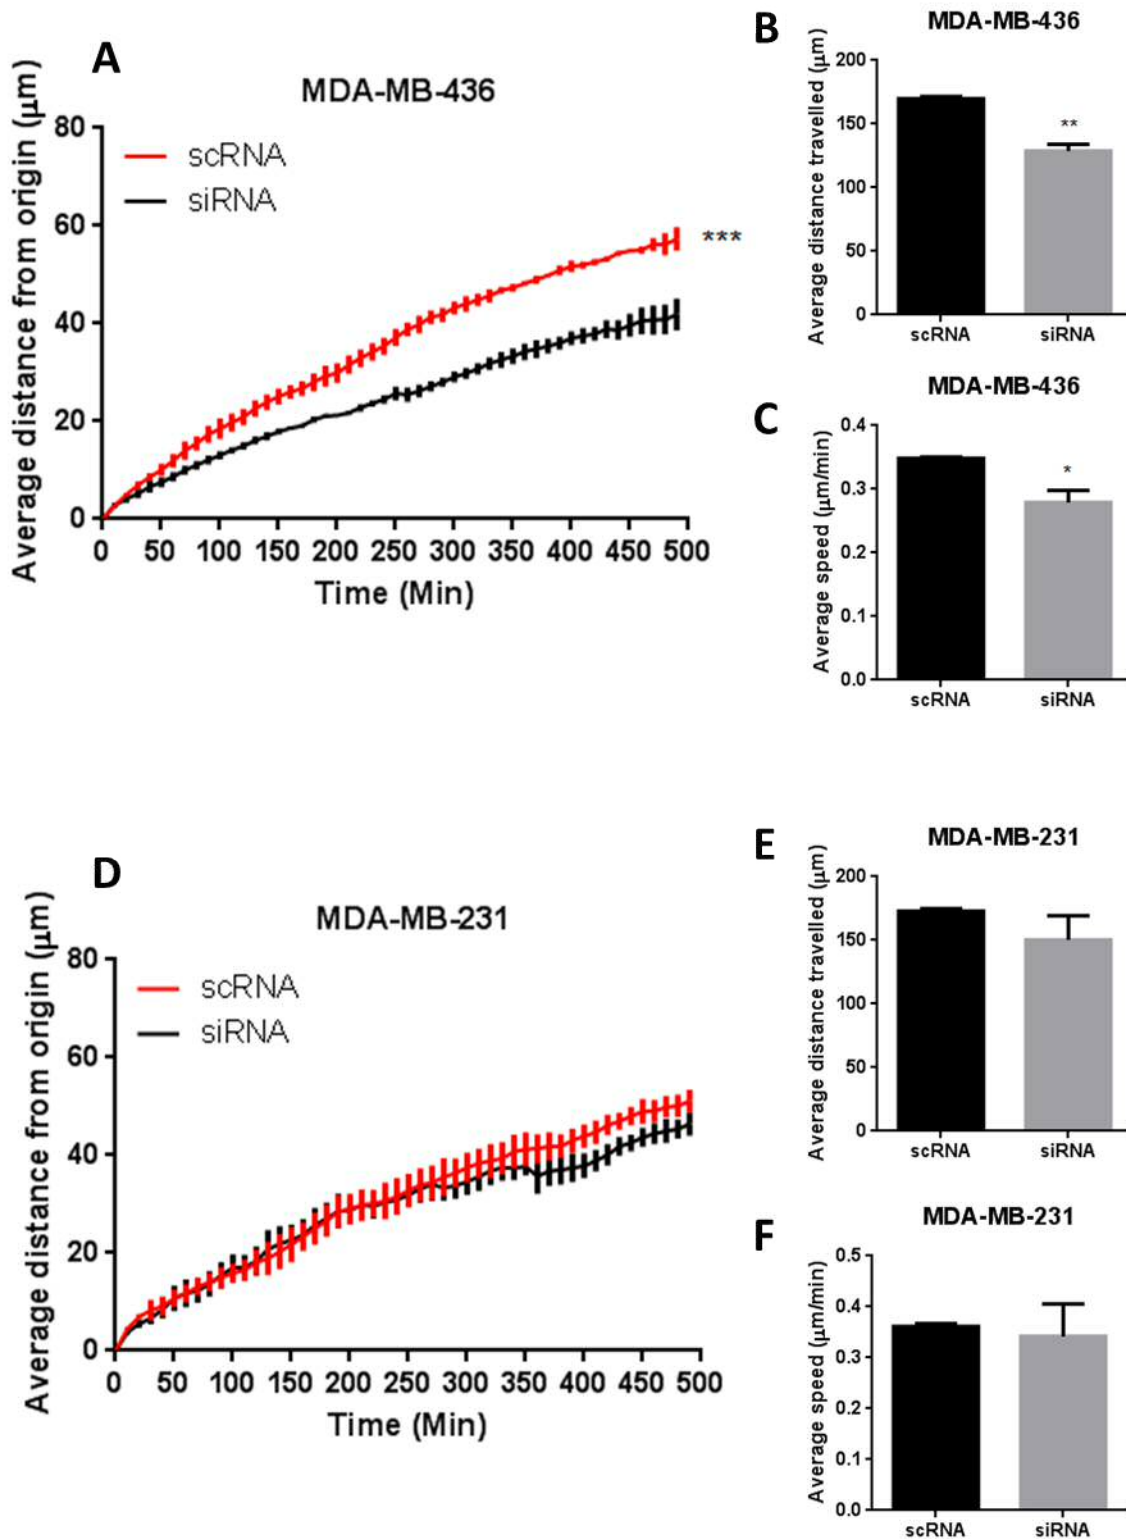 A
MDA-MB-436
Average distance from origin (μm)
80
60
40
20
0
scRNA
siRNA
***
0 50 100 150 200 250 300 350 400 450 500
Time (Min)
B
MDA-MB-436
Average distance travelled (μm)
200
150
100
50
0
**
scRNA siRNA
C
MDA-MB-436
Average speed (μm/min)
0.4
0.3
0.2
0.1
0.0
*
scRNA siRNA
D
MDA-MB-231
Average distance from origin (μm)
80
60
40
20
0
scRNA
siRNA
0 50 100 150 200 250 300 350 400 450 500
Time (Min)
E
MDA-MB-231
Average distance travelled (μm)
200
150
100
50
0
scRNA siRNA
F
MDA-MB-231
Average speed (μm/min)
0.5
0.4
0.3
0.2
0.1
0.0
scRNA siRNA